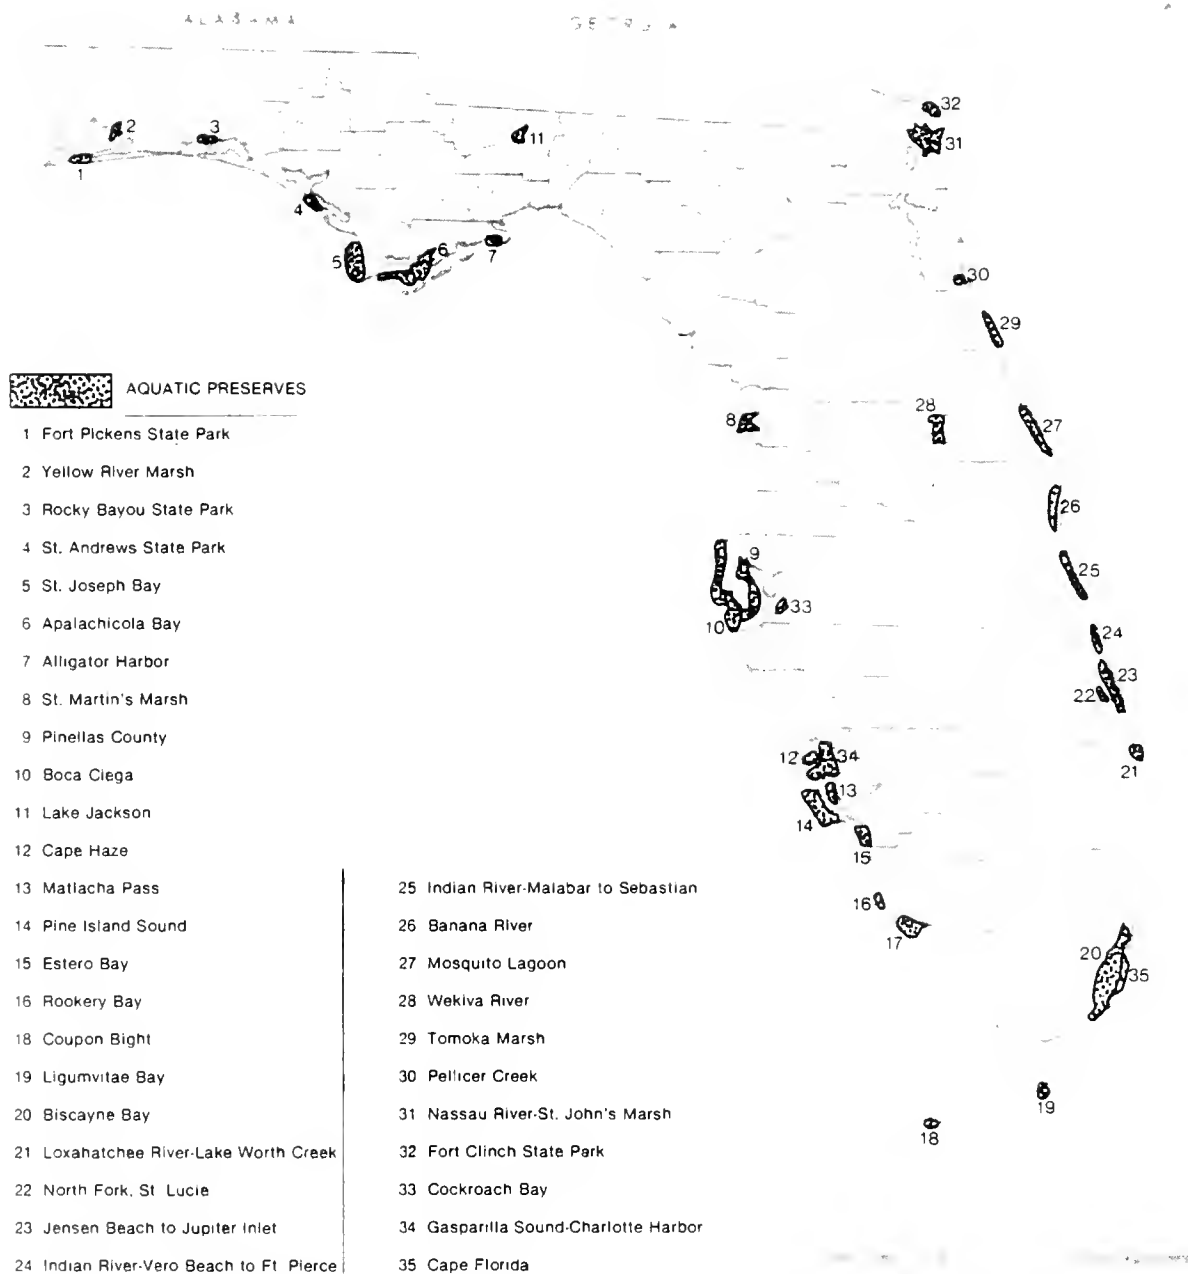 ALABAMA
GEORGIA
32
2
3
11
31
1
4
6
5
7
30
29
AQUATIC PRESERVES
8
28
27
1 Fort Pickens State Park
2 Yellow River Marsh
3 Rocky Bayou State Park
26
4 St. Andrews State Park
9
25
5 St. Joseph Bay
33
6 Apalachicola Bay
10
24
7 Alligator Harbor
23
22
8 St. Martin's Marsh
9 Pinellas County
12
34
21
10 Boca Ciega
13
11 Lake Jackson
14
12 Cape Haze
15
13 Matlacha Pass
14 Pine Island Sound
15 Estero Bay
16 Rookery Bay
18 Coupon Bight
19 Ligumvitae Bay
20 Biscayne Bay
21 Loxahatchee River-Lake Worth Creek
22 North Fork, St Lucie
23 Jensen Beach to Jupiter Inlet
24 Indian River-Vero Beach to Ft Pierce
25 Indian River-Malabar to Sebastian
26 Banana River
27 Mosquito Lagoon
28 Wekiva River
29 Tomoka Marsh
30 Pellicer Creek
31 Nassau River-St. John's Marsh
32 Fort Clinch State Park
33 Cockroach Bay
34 Gasparilla Sound-Charlotte Harbor
35 Cape Florida
16
17
20
35
19
18